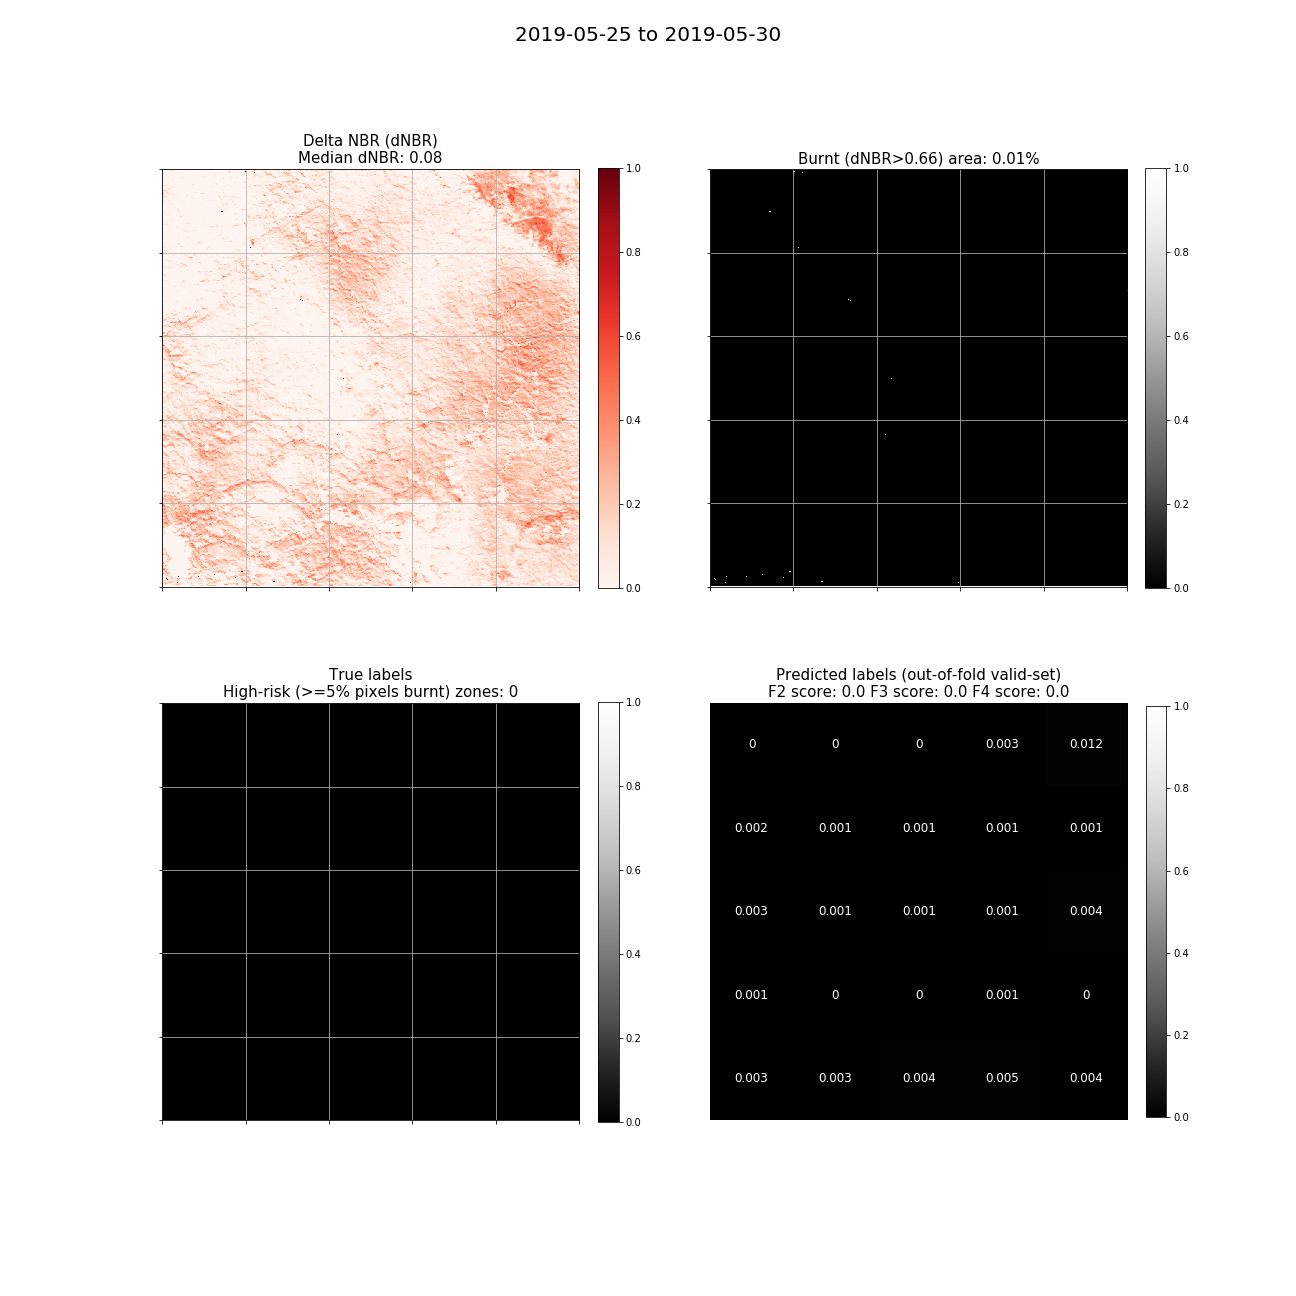 2019-05-25 to 2019-05-30
Delta NBR (dNBR)
Median dNBR: 0.08
1.0
0.8
0.6
0.4
0.2
0.0
Burnt (dNBR>0.66) area: 0.01%
1.0
0.8
0.6
0.4
0.2
0.0
True labels
High-risk (>=5% pixels burnt) zones: 0
1.0
0.8
0.6
0.4
0.2
0.0
Predicted labels (out-of-fold valid-set)
F2 score: 0.0 F3 score: 0.0 F4 score: 0.0
0 0 0 0.003 0.012
0.002 0.001 0.001 0.001 0.001
0.003 0.001 0.001 0.001 0.004
0.001 0 0 0.001 0
0.003 0.003 0.004 0.005 0.004
1.0
0.8
0.6
0.4
0.2
0.0